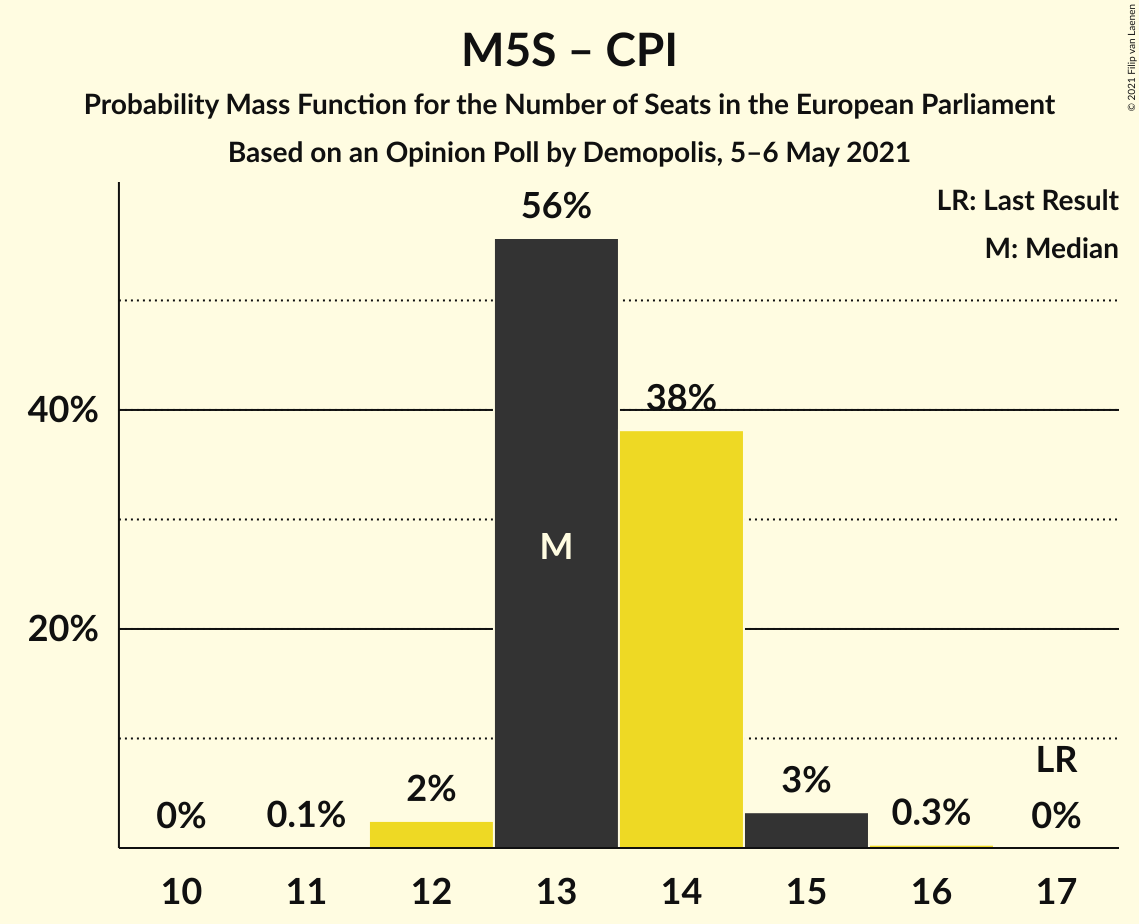 M5S – CPI
Probability Mass Function for the Number of Seats in the European Parliament
Based on an Opinion Poll by Demopolis, 5–6 May 2021
© 2021 Filip van Laenen
LR: Last Result
M: Median
56%
40%
38%
M
20%
LR
0%
0.1%
2%
3%
0.3%
0%
10
11
12
13
14
15
16
17